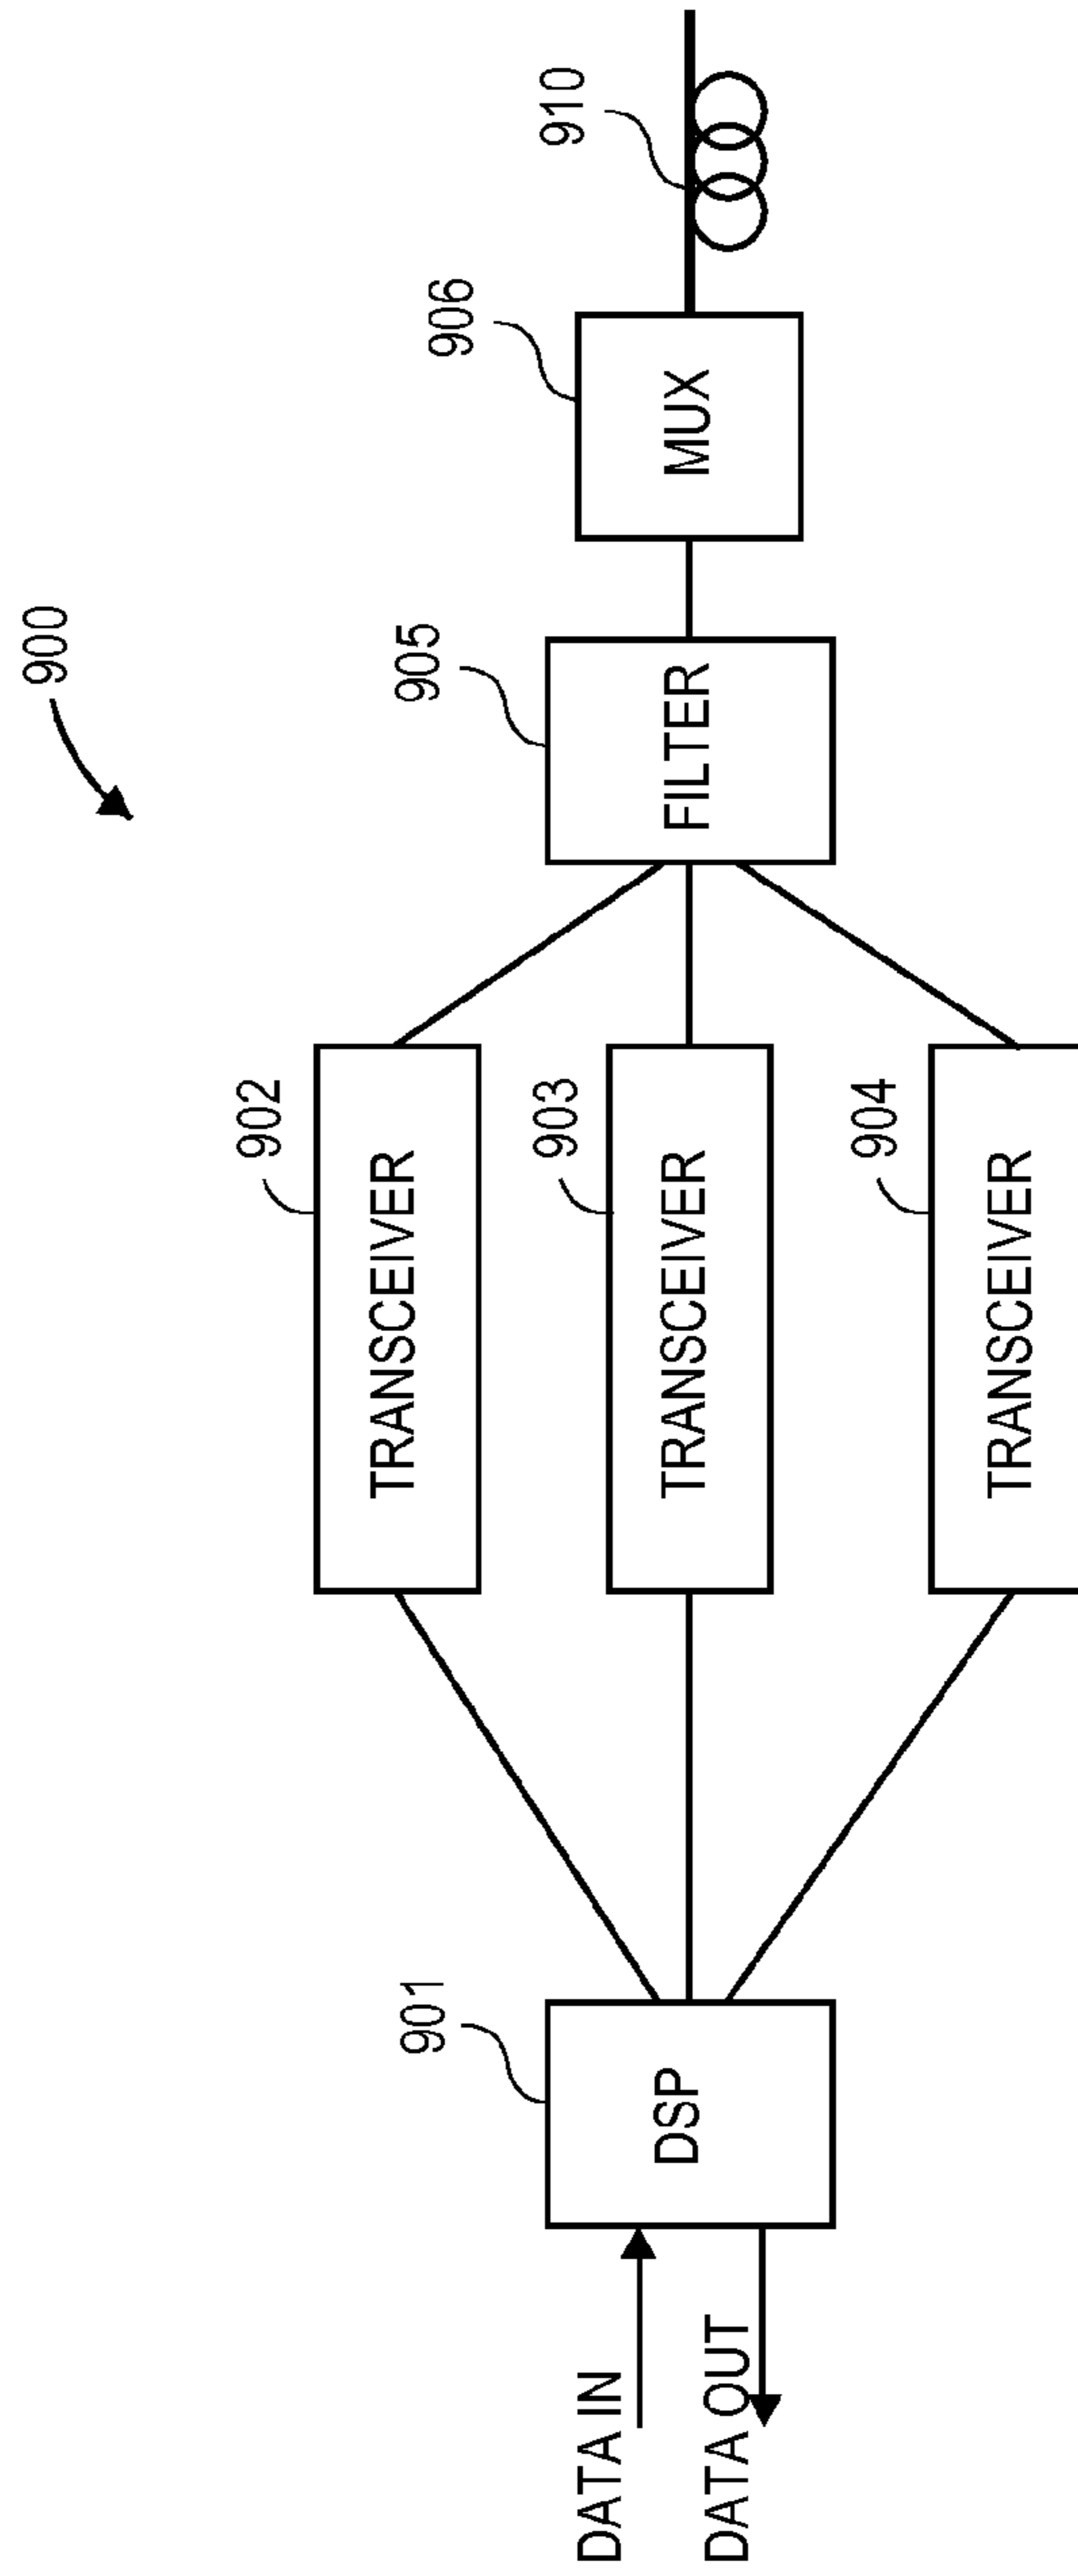 900
902
TRANSCEIVER
901
DSP
DATA IN
DATA OUT
903
TRANSCEIVER
904
TRANSCEIVER
905
FILTER
906
MUX
910